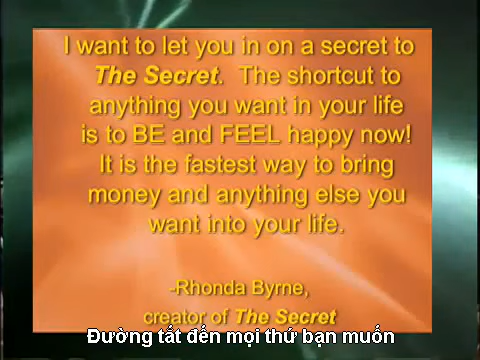 I want to let you in on a secret to
The Secret. The shortcut to
anything you want in your life
is to BE and FEEL happy now!
It is the fastest way to bring
money and anything else you
want into your life.
-Rhonda Byrne,
creator of The Secret
Đường tắt đến mọi thứ bạn muốn